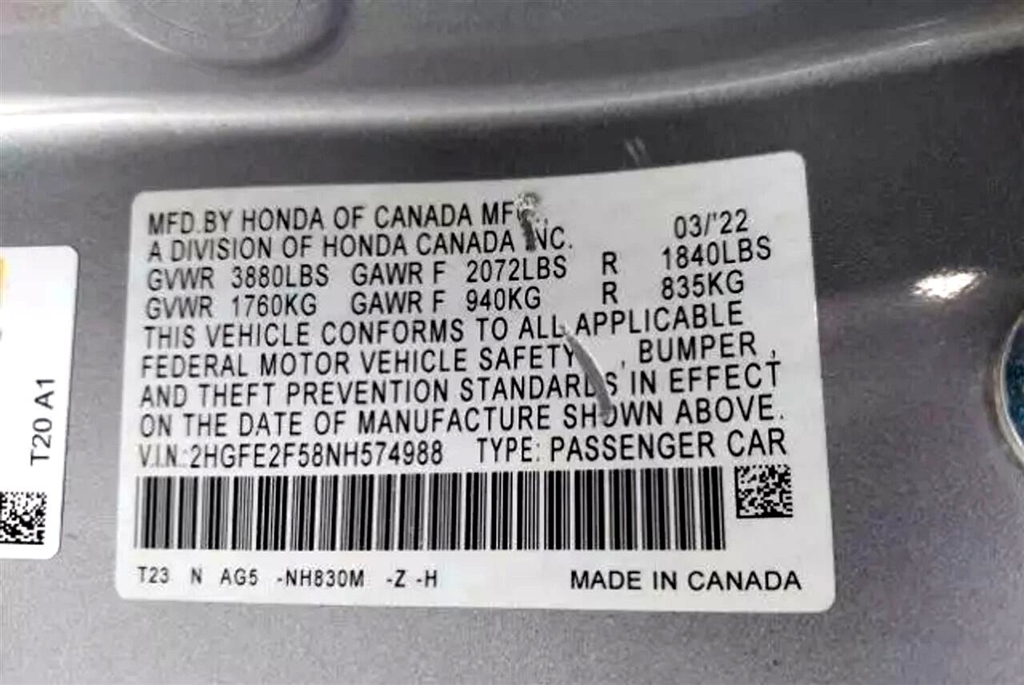 MFD.BY HONDA OF CANADA MFG.,
A DIVISION OF HONDA CANADA INC. 03/'22
GVWR 3880LBS GAWR F 2072LBS R 1840LBS
GVWR 1760KG GAWR F 940KG R 835KG
THIS VEHICLE CONFORMS TO ALL APPLICABLE
FEDERAL MOTOR VEHICLE SAFETY , BUMPER ,
AND THEFT PREVENTION STANDARDS IN EFFECT
ON THE DATE OF MANUFACTURE SHOWN ABOVE.
V.I.N.:2HGFE2F58NH574988 TYPE: PASSENGER CAR
T23 N AG5 -NH830M -Z -H MADE IN CANADA
T20 A1